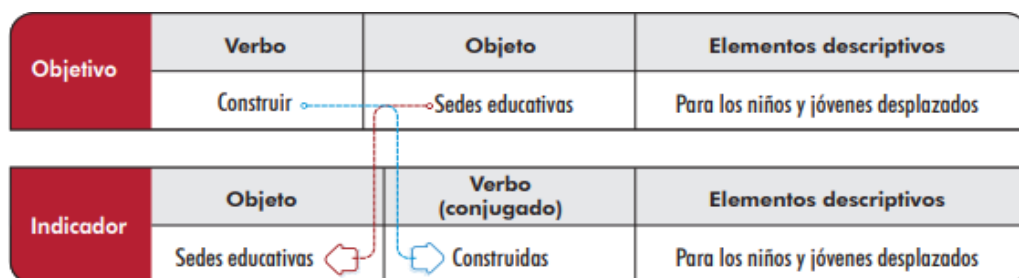 Objetivo
Verbo Objeto Elementos descriptivos
Construir Sedes educativas Para los niños y jóvenes desplazados
Indicador
Objeto Verbo (conjugado) Elementos descriptivos
Sedes educativas Construidas Para los niños y jóvenes desplazados